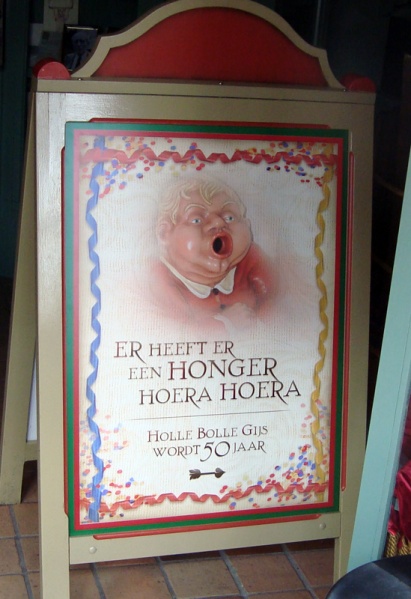 ER HEEFT ER
EEN HONGER
HOERA HOERA
HOLLE BOLLE GIJS
WORDT 50 JAAR